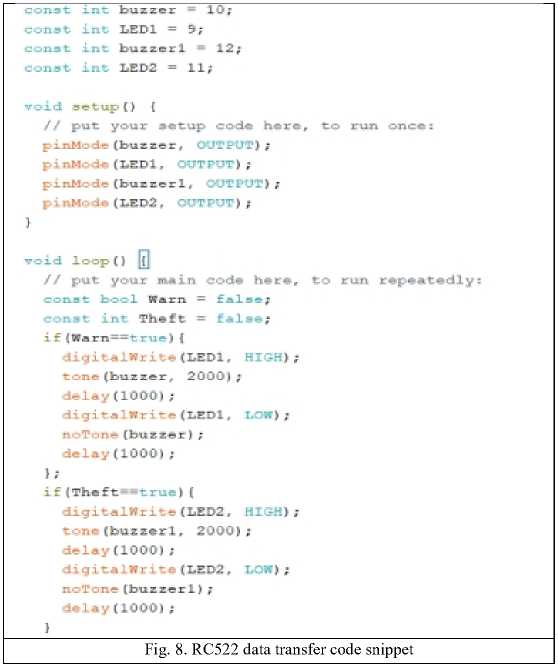 const int buzzer = 10;
const int LED1 = 9;
const int buzzer1 = 12;
const int LED2 = 11;
void setup() {
// put your setup code here, to run once:
pinMode(buzzer, OUTPUT);
pinMode(LED1, OUTPUT);
pinMode(buzzer1, OUTPUT);
pinMode(LED2, OUTPUT);
}
void loop() {
// put your main code here, to run repeatedly:
const bool Warn = false;
const int Theft = false;
if(Warn==true){
digitalWrite(LED1, HIGH);
tone(buzzer, 2000);
delay(1000);
digitalWrite(LED1, LOW);
noTone(buzzer);
delay(1000);
};
if(Theft==true){
digitalWrite(LED2, HIGH);
tone(buzzer1, 2000);
delay(1000);
digitalWrite(LED2, LOW);
noTone(buzzer1);
delay(1000);
}
Fig. 8. RC522 data transfer code snippet